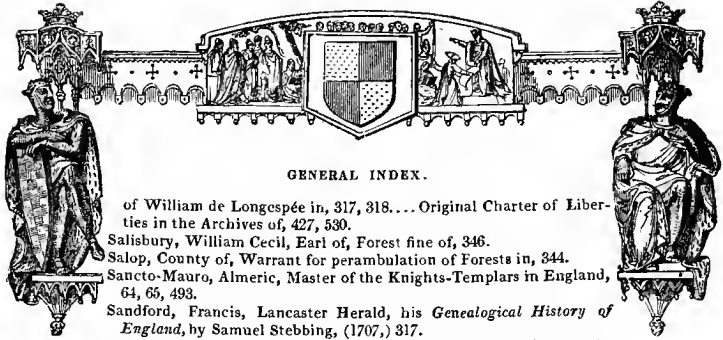 GENERAL INDEX.
of William de Longespée in, 317, 318.... Original Charter of Liber-
ties in the Archives of, 427, 530.
Salisbury, William Cecil, Earl of, Forest fine of, 346.
Salop, County of, Warrant for perambulation of Forests in, 344.
Sancto-Mauro, Almeric, Master of the Knights-Templars in England,
64, 65, 493.
Sandford, Francis, Lancaster Herald, his Genealogical History of
England, by Samuel Stebbing, (1707,) 317.